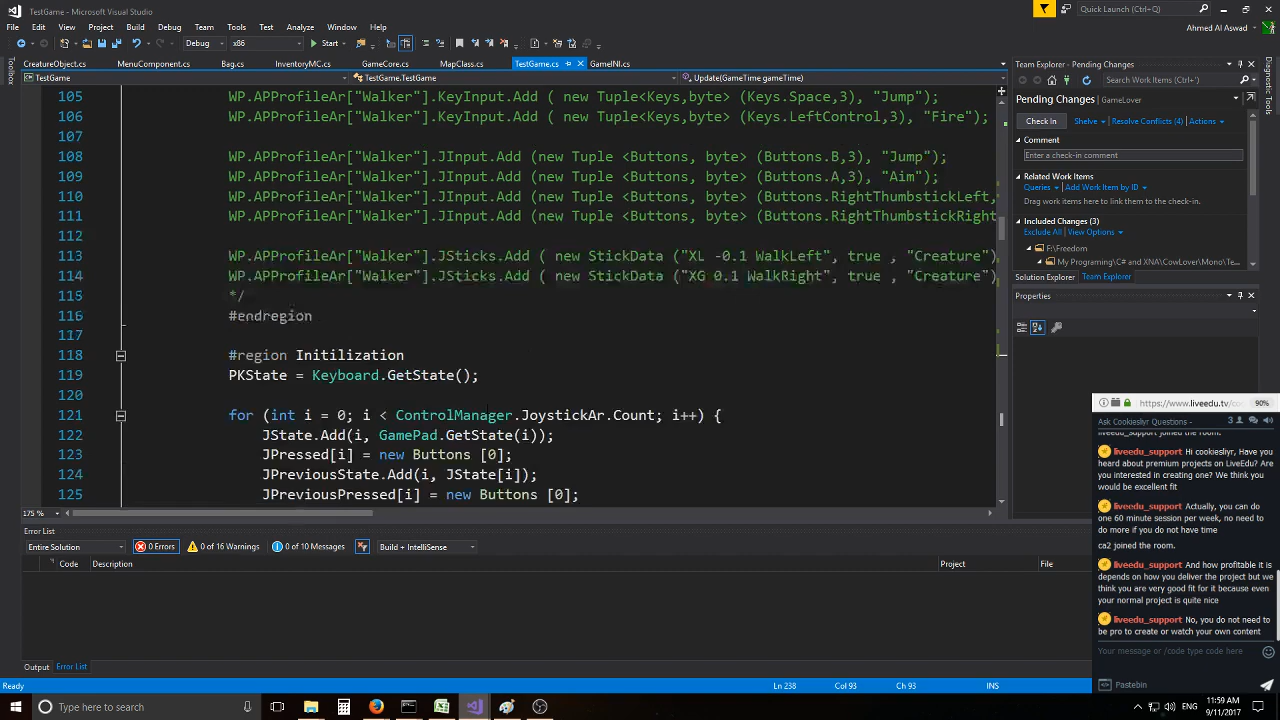 TestGame - Microsoft Visual Studio
Quick Launch (Ctrl+Q)
File Edit View Project Build Debug Team Tools Test Analyze Window Help
Ahmed Al Aswad
Debug x86 Start
CreatureObject.cs MenuComponent.cs Bag.cs InventoryMC.cs GameCore.cs MapClass.cs TestGame.cs GameINI.cs
TestGame TestGame.TestGame Update(GameTime gameTime)
Toolbox
105 WP.APProfileAr["Walker"].KeyInput.Add ( new Tuple<Keys,byte> (Keys.Space,3), "Jump");
106 WP.APProfileAr["Walker"].KeyInput.Add ( new Tuple<Keys,byte> (Keys.LeftControl,3), "Fire");
107
108 WP.APProfileAr["Walker"].JInput.Add (new Tuple <Buttons, byte> (Buttons.B,3), "Jump");
109 WP.APProfileAr["Walker"].JInput.Add (new Tuple <Buttons, byte> (Buttons.A,3), "Aim");
110 WP.APProfileAr["Walker"].JInput.Add (new Tuple <Buttons, byte> (Buttons.RightThumbstickLeft,
111 WP.APProfileAr["Walker"].JInput.Add (new Tuple <Buttons, byte> (Buttons.RightThumbstickRight
112
113 WP.APProfileAr["Walker"].JSticks.Add ( new StickData ("XL -0.1 WalkLeft", true , "Creature")
114 WP.APProfileAr["Walker"].JSticks.Add ( new StickData ("XG 0.1 WalkRight", true , "Creature")
115 */
116 #endregion
117
118 #region Initilization
119 PKState = Keyboard.GetState();
120
121 for (int i = 0; i < ControlManager.JoystickAr.Count; i++) {
122 JState.Add(i, GamePad.GetState(i));
123 JPressed[i] = new Buttons [0];
124 JPreviousState.Add(i, JState[i]);
125 JPreviousPressed[i] = new Buttons [0];
175 %
Error List
Entire Solution 0 Errors 0 of 16 Warnings 0 of 10 Messages Build + IntelliSense
Code Description Project File
Output Error List
Ready Ln 238 Col 93 Ch 93 INS
Team Explorer - Pending Changes
Search Work Items (Ctrl+')
Pending Changes | GameLover
Check In Shelve Resolve Conflicts (4) Actions
Comment
Enter a check-in comment
Related Work Items
Queries Add Work Item by ID
Drag work items here to link them to the check-in.
Included Changes (3)
Exclude All View Options
F:\Freedom
My Programing\C# and XNA\CowLover\Mono\Te...
Solution Explorer Team Explorer
Properties
Diagnostic Tools
https://www.liveedu.tv/co 90%
Ask Cookiesliyr Questions - 3
liveedu_support joined the room.
liveedu_support Hi cookiesliyr, Have you
heard about premium projects on LiveEdu? Are
you interested in creating one? We think you
would be excellent fit
liveedu_support Actually, you can do
one 60 minute session per week, no need to
do more if you do not have time
ca2 joined the room.
liveedu_support And how profitable it is
depends on how you deliver the project but we
think you are very good fit for it because even
your normal project is quite nice
liveedu_support No, you do not need to
be pro to create or watch your own content
Your message or /code type code here
Pastebin
Type here to search
11:59 AM
9/11/2017